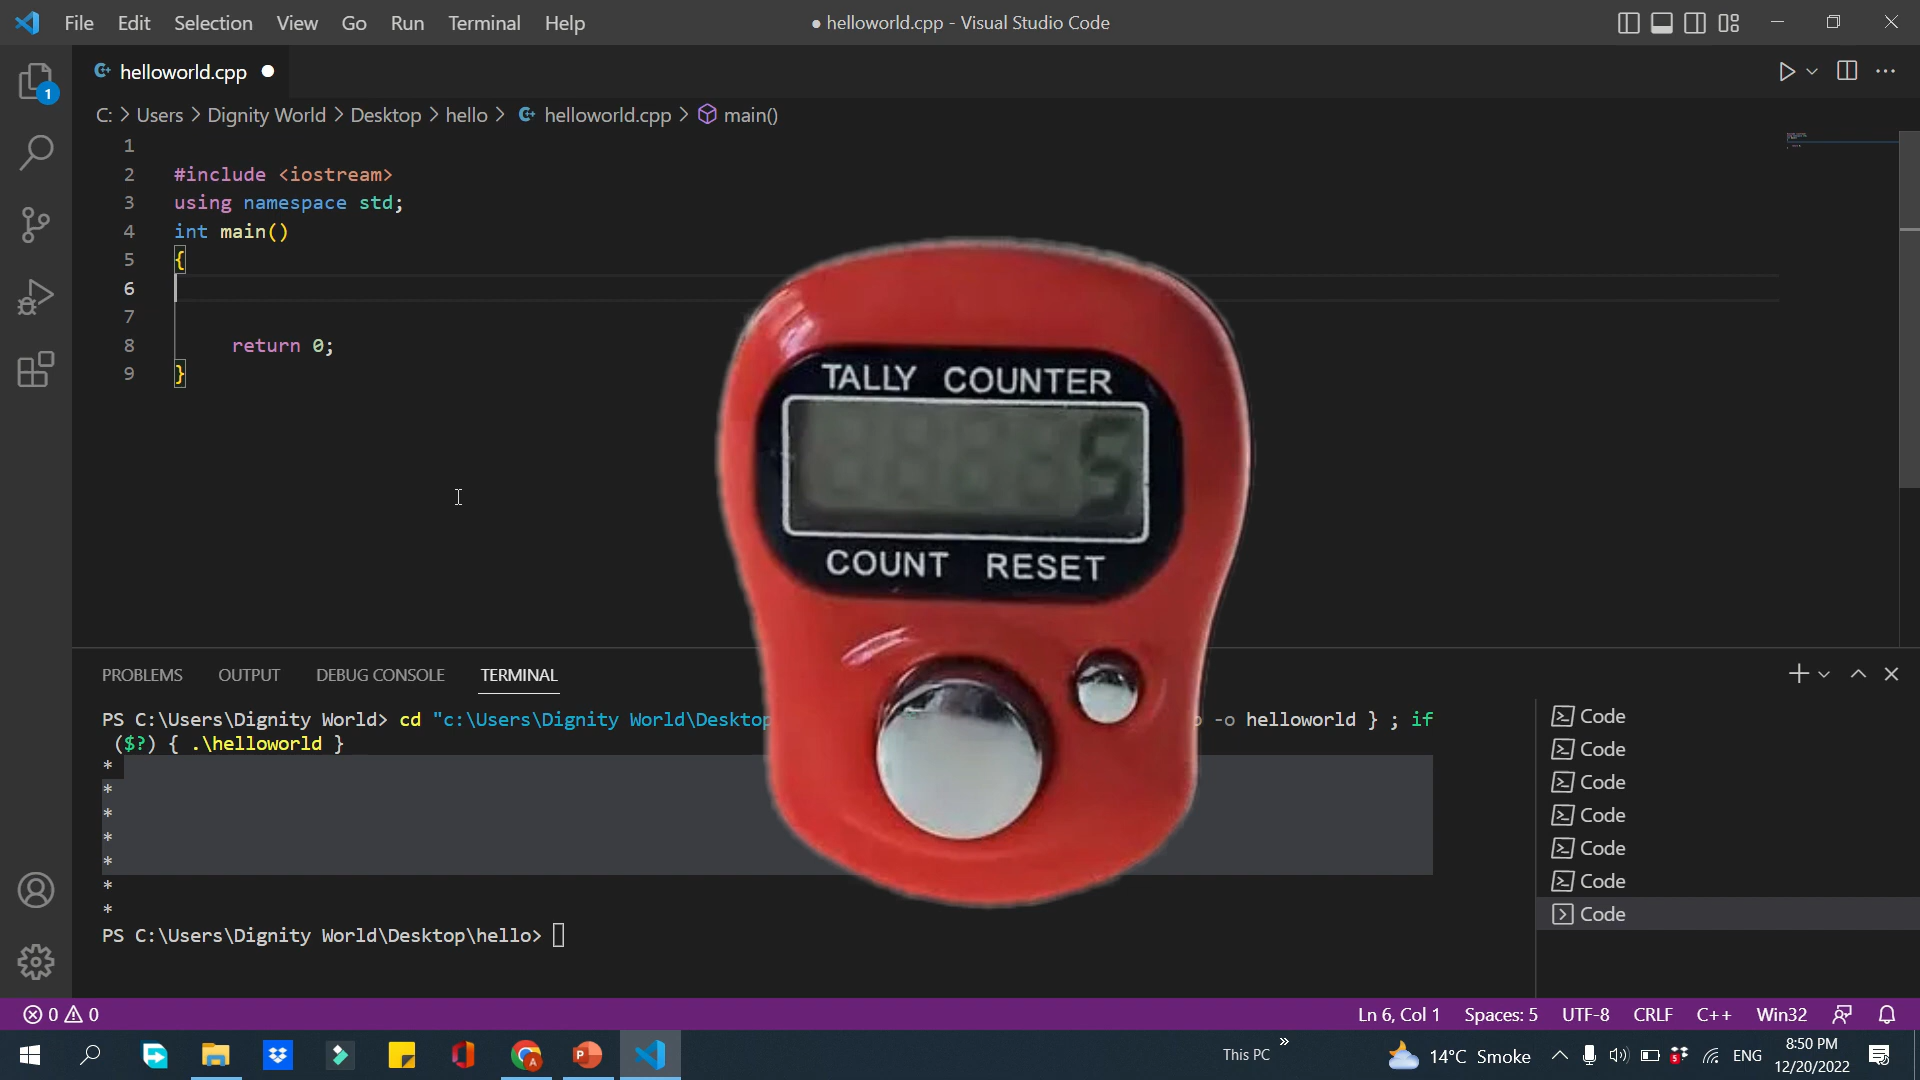 File Edit Selection View Go Run Terminal Help
● helloworld.cpp - Visual Studio Code
1
helloworld.cpp ●
C: > Users > Dignity World > Desktop > hello > helloworld.cpp > main()
1
2 #include <iostream>
3 using namespace std;
4 int main()
5 {
6
7
8 return 0;
9 }
TALLY COUNTER
5
COUNT RESET
PROBLEMS OUTPUT DEBUG CONSOLE TERMINAL
PS C:\Users\Dignity World> cd "c:\Users\Dignity World\Desktop -o helloworld } ; if
($?) { .\helloworld }
*
*
*
*
*
*
*
PS C:\Users\Dignity World\Desktop\hello>
Code
Code
Code
Code
Code
Code
Code
0 0
Ln 6, Col 1 Spaces: 5 UTF-8 CRLF C++ Win32
This PC » 14°C Smoke ENG 8:50 PM
12/20/2022